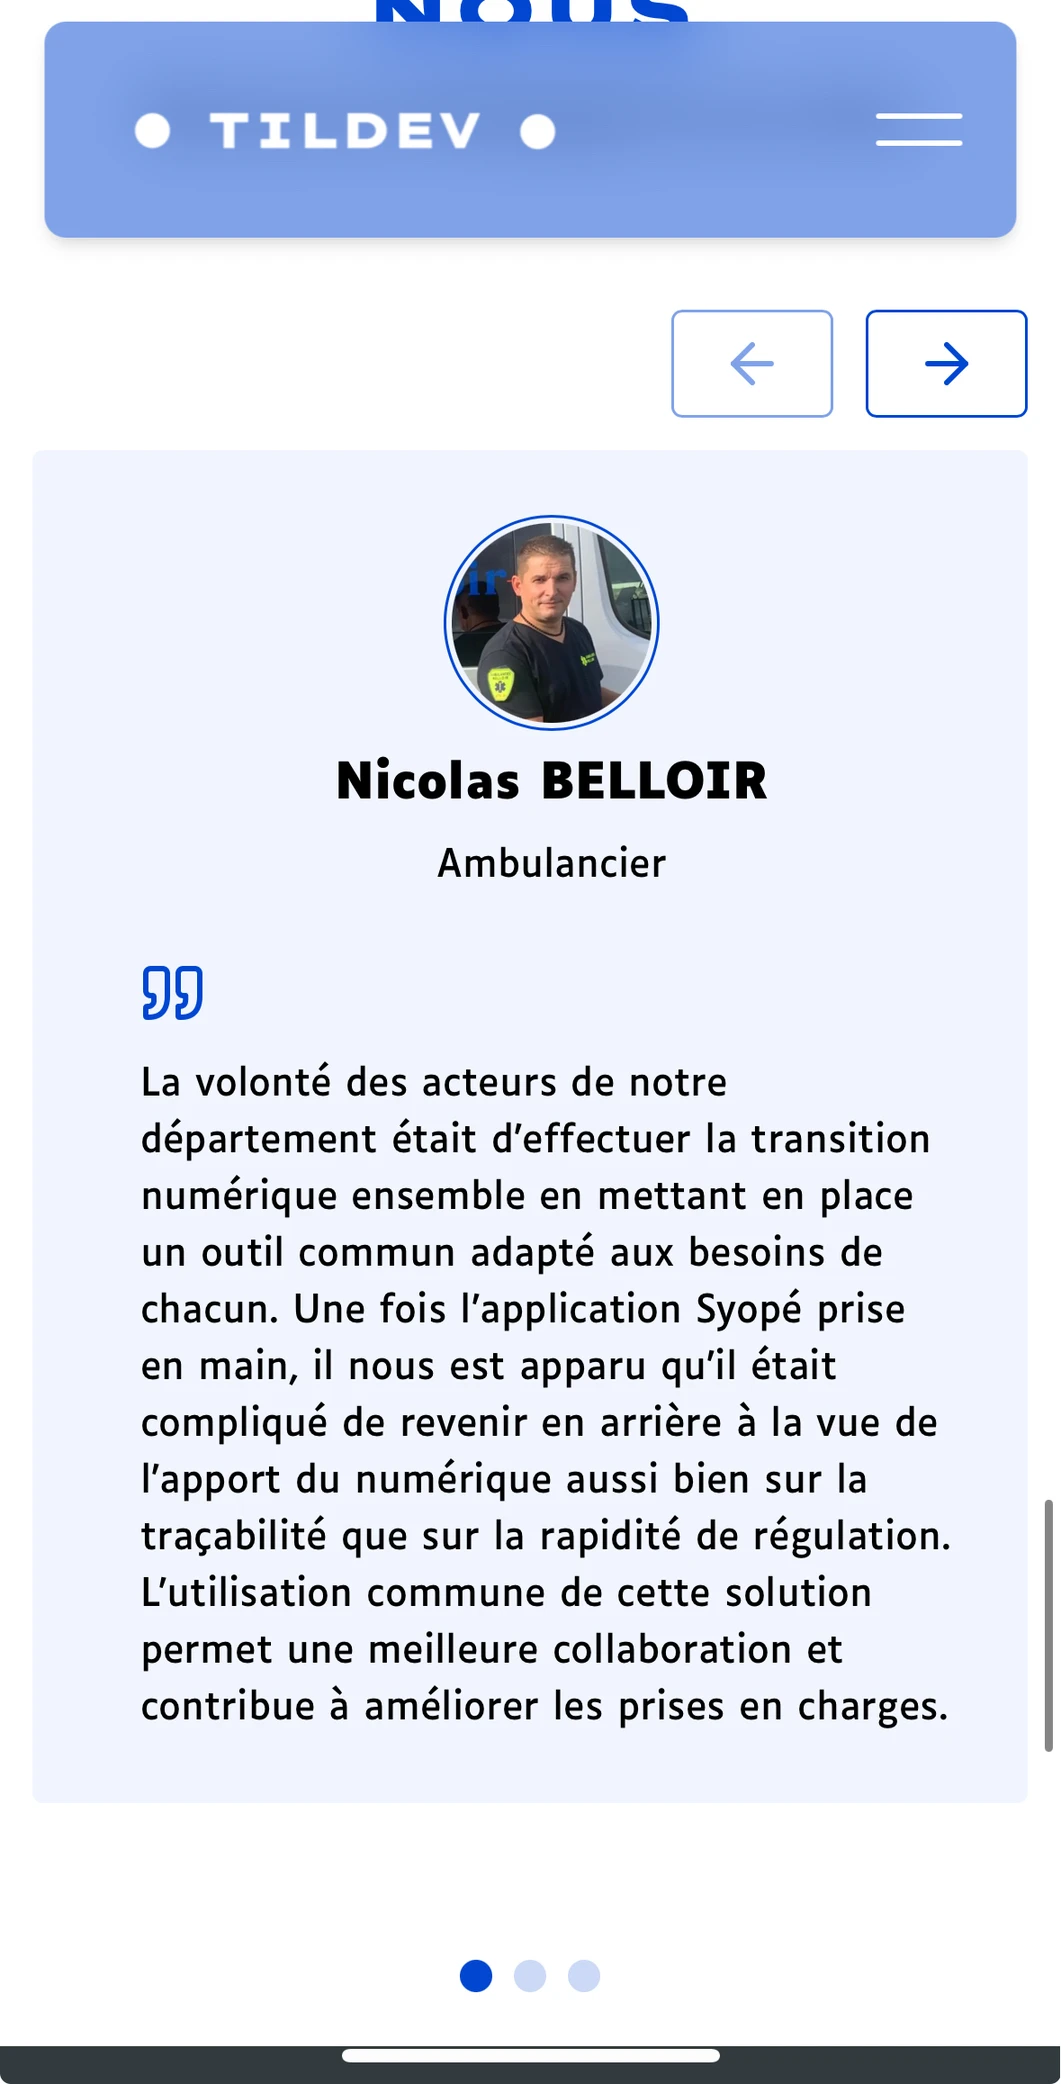 NOUS
TILDEV
ir
Nicolas BELLOIR
Ambulancier
La volonté des acteurs de notre
département était d'effectuer la transition
numérique ensemble en mettant en place
un outil commun adapté aux besoins de
chacun. Une fois l'application Syopé prise
en main, il nous est apparu qu'il était
compliqué de revenir en arrière à la vue de
l'apport du numérique aussi bien sur la
traçabilité que sur la rapidité de régulation.
L'utilisation commune de cette solution
permet une meilleure collaboration et
contribue à améliorer les prises en charges.